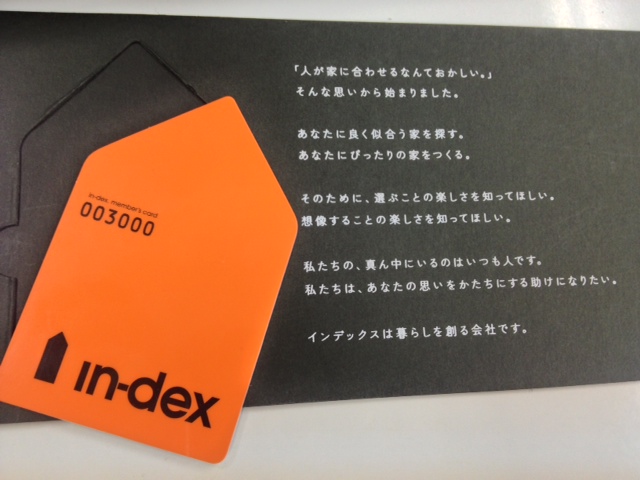 in-dex. member's card
003000
in-dex
「人が家に合わせるなんておかしい。」
そんな思いから始まりました。
あなたに良く似合う家を探す。
あなたにぴったりの家をつくる。
そのために、選ぶことの楽しさを知ってほしい。
想像することの楽しさを知ってほしい。
私たちの、真ん中にいるのはいつも人です。
私たちは、あなたの思いをかたちにする助けになりたい。
インデックスは暮らしを創る会社です。